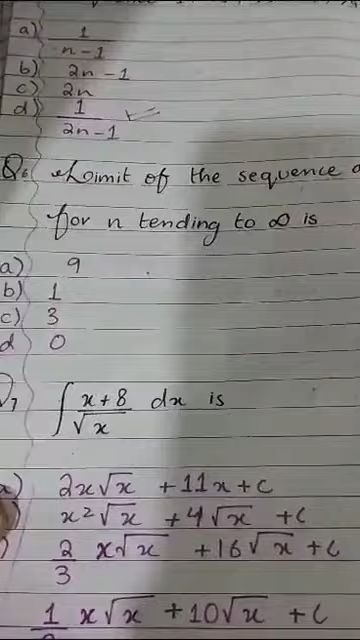 a) 1/(n-1)
b) 2n-1
c) 2n
d) 1/(2n-1) ✓
Q6 Limit of the sequence
for n tending to ∞ is
a) 9
b) 1
c) 3
d 0
7 ∫ (x+8)/√x dx is
) 2x√x + 11x + c
) x²√x + 4√x + c
) 2/3 x√x + 16√x + c
x√x + 10√x + c